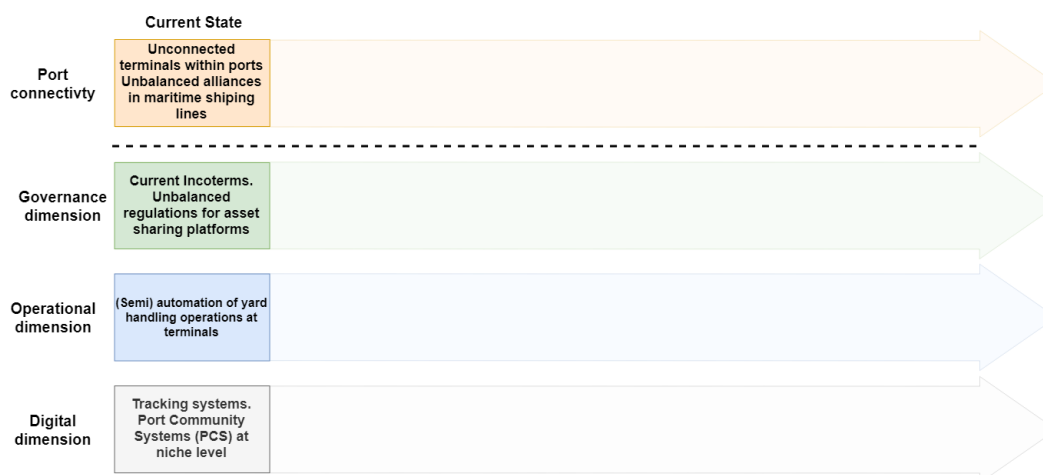 Current State
Port
connectivty
Unconnected
terminals within ports
Unbalanced alliances
in maritime shiping
lines
Governance
dimension
Current Incoterms.
Unbalanced
regulations for asset
sharing platforms
Operational
dimension
(Semi) automation of yard
handling operations at
terminals
Digital
dimension
Tracking systems.
Port Community
Systems (PCS) at
niche level